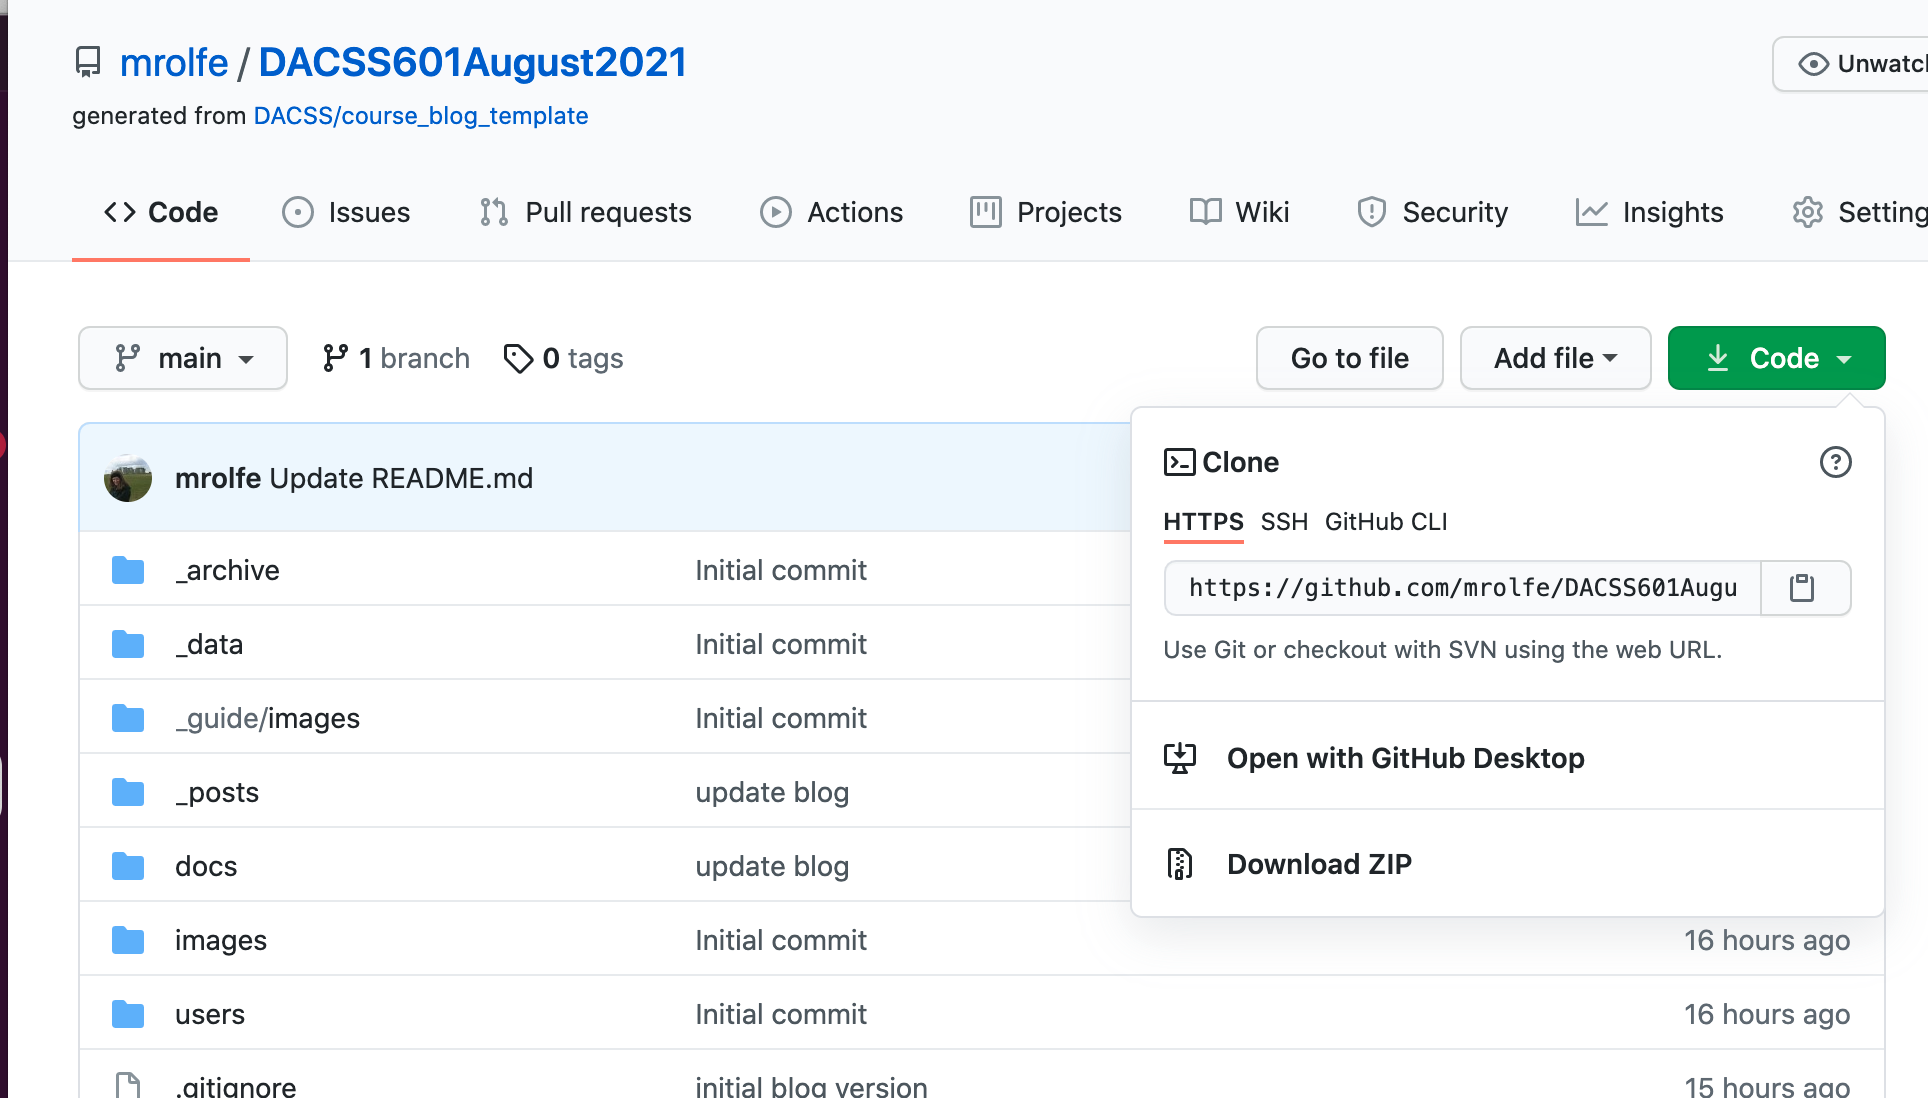 mrolfe / DACSS601August2021
Unwatch
generated from DACSS/course_blog_template
Code Issues Pull requests Actions Projects Wiki Security Insights Setting
main 1 branch 0 tags Go to file Add file Code
mrolfe Update README.md
Clone
HTTPS SSH GitHub CLI
https://github.com/mrolfe/DACSS601Augu
Use Git or checkout with SVN using the web URL.
Open with GitHub Desktop
Download ZIP
_archive Initial commit
_data Initial commit
_guide/images Initial commit
_posts update blog
docs update blog
images Initial commit 16 hours ago
users Initial commit 16 hours ago
.gitignore initial blog version 15 hours ago